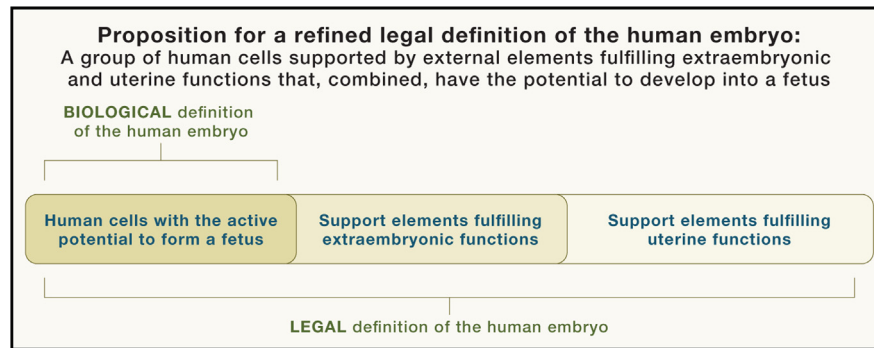 Proposition for a refined legal definition of the human embryo:
A group of human cells supported by external elements fulfilling extraembryonic
and uterine functions that, combined, have the potential to develop into a fetus
BIOLOGICAL definition
of the human embryo
Human cells with the active
potential to form a fetus
Support elements fulfilling
extraembryonic functions
Support elements fulfilling
uterine functions
LEGAL definition of the human embryo